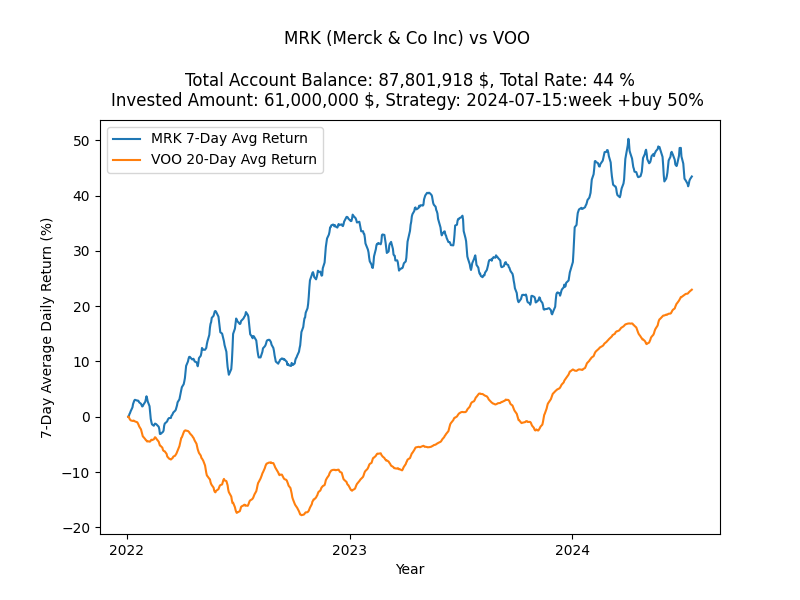 MRK (Merck & Co Inc) vs VOO
Total Account Balance: 87,801,918 $, Total Rate: 44 %
Invested Amount: 61,000,000 $, Strategy: 2024-07-15:week +buy 50%
MRK 7-Day Avg Return
VOO 20-Day Avg Return
7-Day Average Daily Return (%)
50
40
30
20
10
0
−10
−20
2022
2023
2024
Year